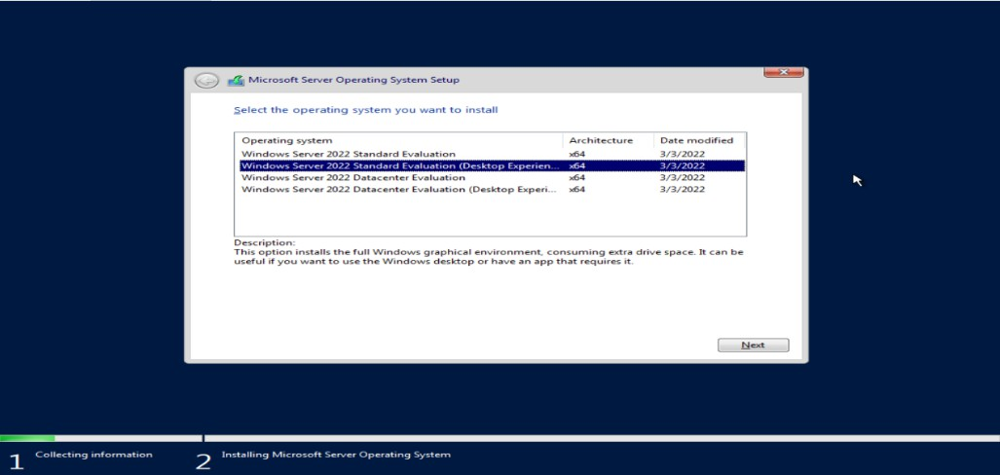 Microsoft Server Operating System Setup
Select the operating system you want to install
Operating system Architecture Date modified
Windows Server 2022 Standard Evaluation x64 3/3/2022
Windows Server 2022 Standard Evaluation (Desktop Experien... x64 3/3/2022
Windows Server 2022 Datacenter Evaluation x64 3/3/2022
Windows Server 2022 Datacenter Evaluation (Desktop Experi... x64 3/3/2022
Description:
This option installs the full Windows graphical environment, consuming extra drive space. It can be
useful if you want to use the Windows desktop or have an app that requires it.
Next
1 Collecting information 2 Installing Microsoft Server Operating System